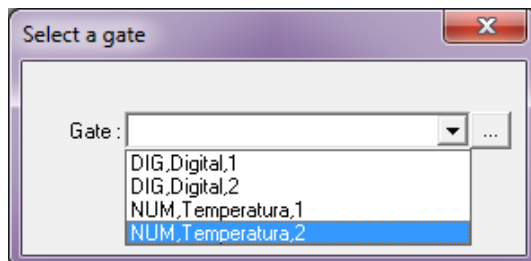 Select a gate
Gate : ...
DIG,Digital,1
DIG,Digital,2
NUM,Temperatura,1
NUM,Temperatura,2